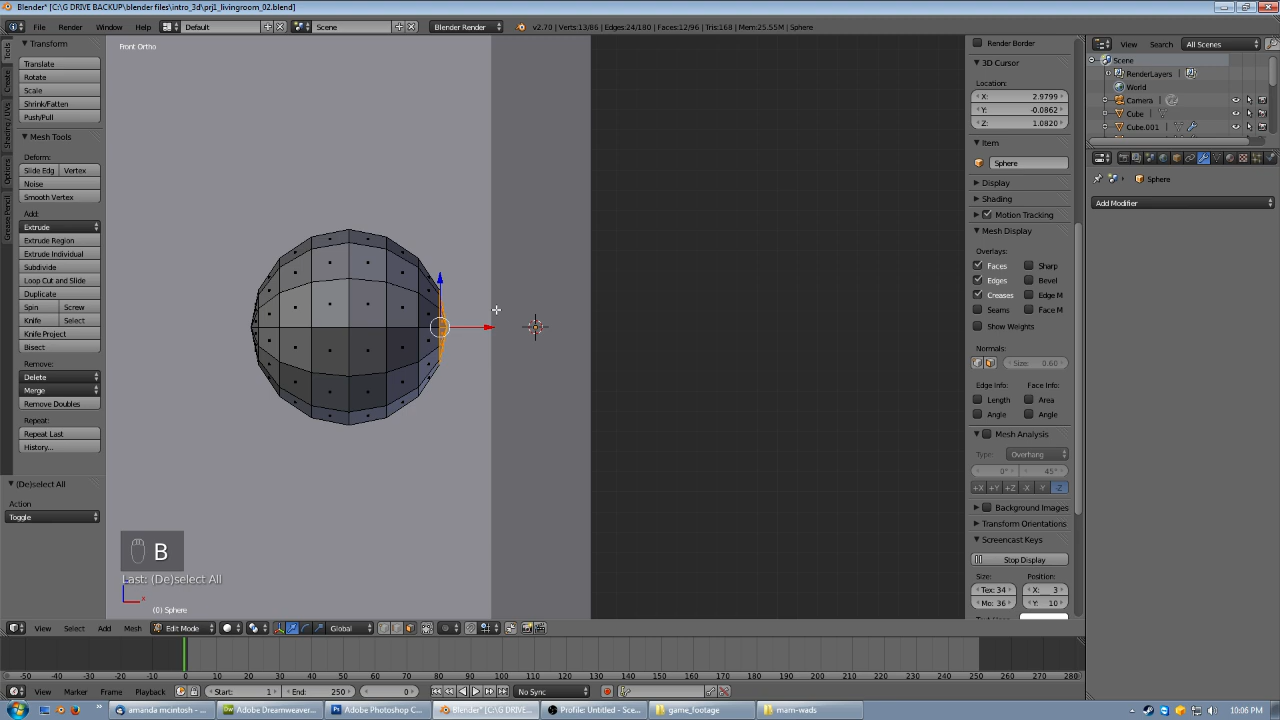 Blender* [C:\G DRIVE BACKUP\blender files\intro_3d\prj1_livingroom_02.blend]
File Render Window Help Default Scene Blender Render v2.70 | Verts:13/86 | Edges:24/180 | Faces:12/96 | Tris:168 | Mem:25.55M | Sphere
View Search All Scenes
Scene
RenderLayers
World
Camera
Cube
Cube.001
Sphere
Add Modifier
Tools
Create
Shading / UVs
Options
Grease Pencil
Transform
Translate
Rotate
Scale
Shrink/Fatten
Push/Pull
Mesh Tools
Deform:
Slide Edg Vertex
Noise
Smooth Vertex
Add:
Extrude
Extrude Region
Extrude Individual
Subdivide
Loop Cut and Slide
Duplicate
Spin Screw
Knife Select
Knife Project
Bisect
Remove:
Delete
Merge
Remove Doubles
Repeat:
Repeat Last
History...
(De)select All
Action
Toggle
Front Ortho
B
Last: (De)select All
x
(0) Sphere
Render Border
3D Cursor
Location:
X: 2.9799
Y: -0.0862
Z: 1.0820
Item
Sphere
Display
Shading
Motion Tracking
Mesh Display
Overlays:
Faces Sharp
Edges Bevel
Creases Edge M
Seams Face M
Show Weights
Normals:
Size: 0.60
Edge Info: Face Info:
Length Area
Angle Angle
Mesh Analysis
Type: Overhang
0° 45°
+X +Y +Z -X -Y -Z
Background Images
Transform Orientations
Screencast Keys
Stop Display
Size: Position:
Tex: 34 X: 3
Mo: 36 Y: 10
View Select Add Mesh Edit Mode Global
-50 -40 -30 -20 -10 0 10 20 30 40 50 60 70 80 90 100 110 120 130 140 150 160 170 180 190 200 210 220 230 240 250 260 270 280
View Marker Frame Playback Start: 1 End: 250 0 No Sync
amanda mcintosh - ... Adobe Dreamweaver... Adobe Photoshop C... Blender* [C:\G DRIVE... Profile: Untitled - Sce... game_footage mam-wads 10:06 PM